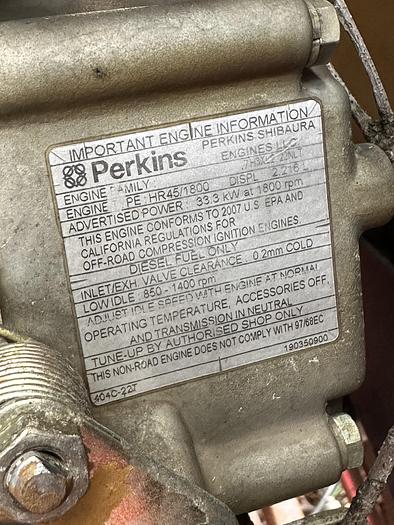 IMPORTANT ENGINE INFORMATION
Perkins
PERKINS SHIBAURA
ENGINES LLC
ENGINE FAMILY
ENGINE PE: HR45/1800 DISPL 2.216 L
ADVERTISED POWER 33.3 kW at 1800 rpm
THIS ENGINE CONFORMS TO 2007 U.S. EPA AND
CALIFORNIA REGULATIONS FOR
OFF-ROAD COMPRESSION IGNITION ENGINES
DIESEL FUEL ONLY
INLET/EXH. VALVE CLEARANCE 0.2mm COLD
LOW IDLE 850 - 1400 rpm
ADJUST IDLE SPEED WITH ENGINE AT NORMAL
OPERATING TEMPERATURE, ACCESSORIES OFF,
AND TRANSMISSION IN NEUTRAL
TUNE-UP BY AUTHORISED SHOP ONLY
THIS NON-ROAD ENGINE DOES NOT COMPLY WITH 97/68EC
404C-22T 190350900